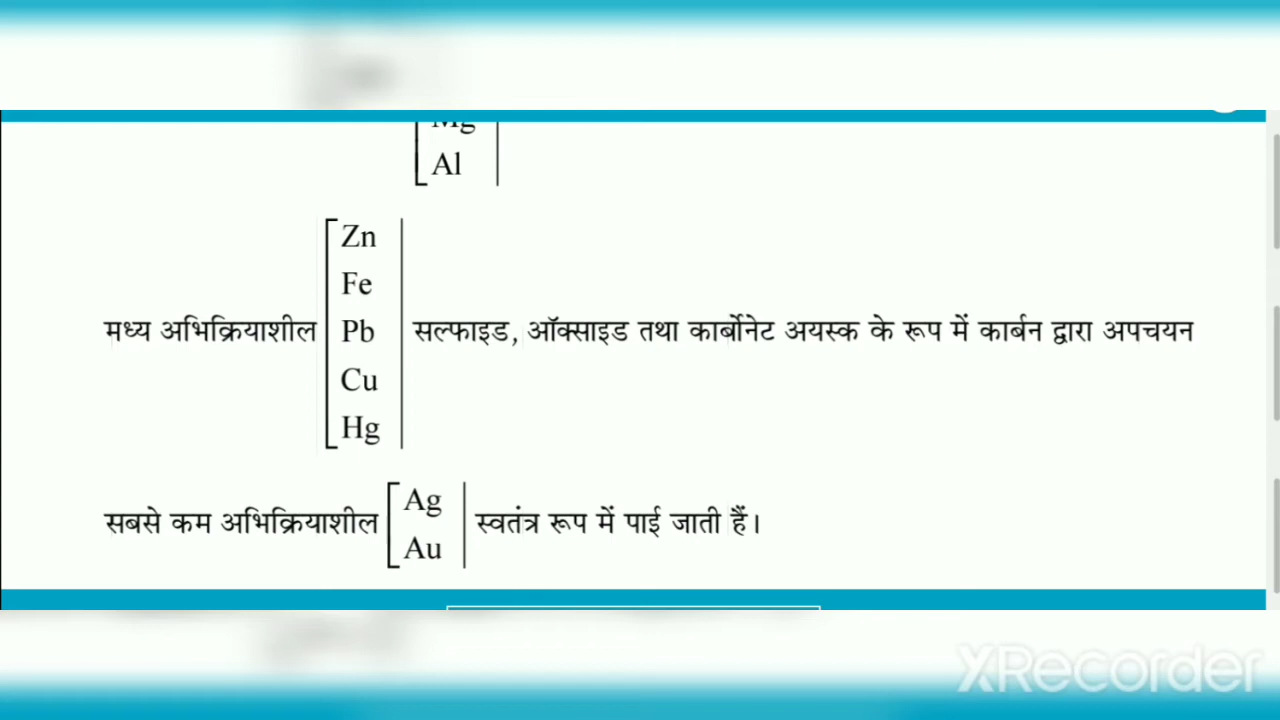 Mg
Al
Zn
Fe
मध्य अभिक्रियाशील Pb सल्फाइड, ऑक्साइड तथा कार्बोनेट अयस्क के रूप में कार्बन द्वारा अपचयन
Cu
Hg
सबसे कम अभिक्रियाशील Ag स्वतंत्र रूप में पाई जाती हैं।
Au
XRecorder